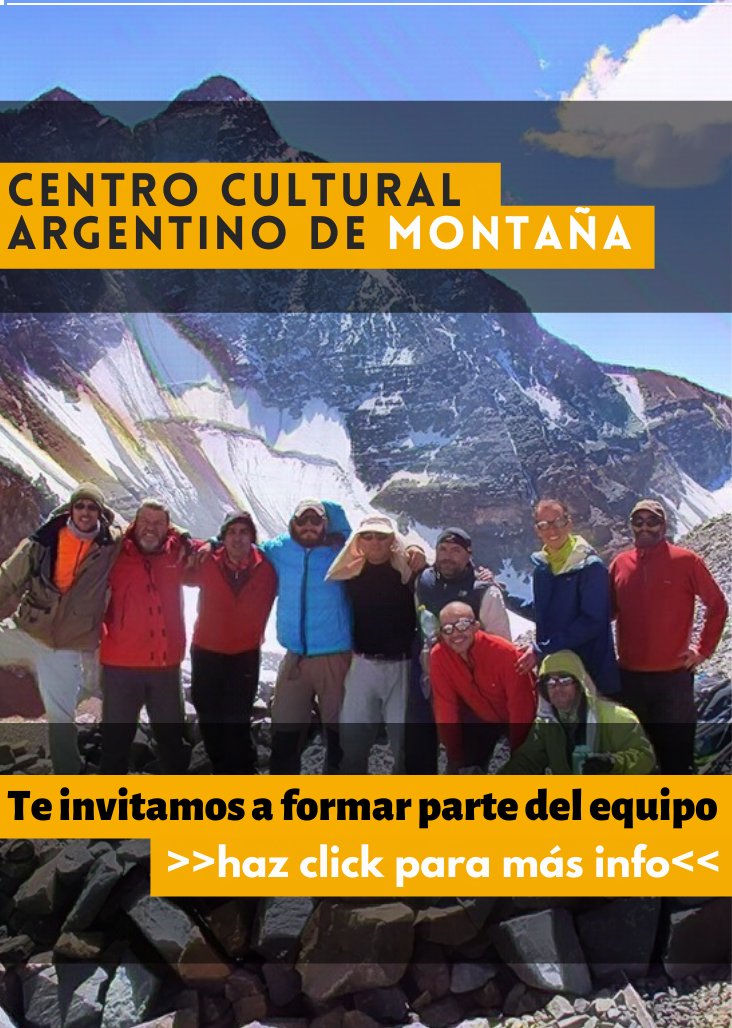 CENTRO CULTURAL
ARGENTINO DE MONTAÑA
Te invitamos a formar parte del equipo
>>haz click para más info<<